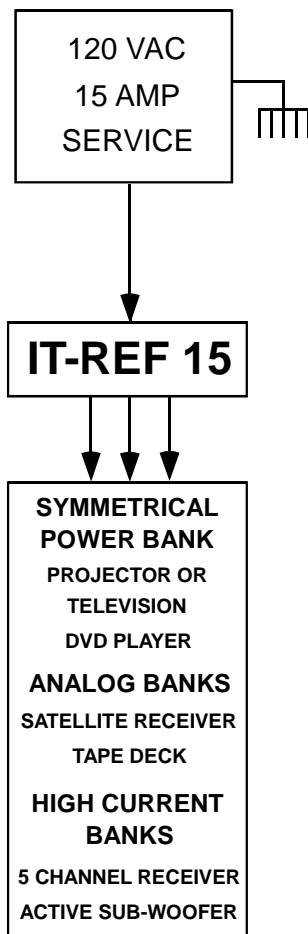 120 VAC
15 AMP
SERVICE
IT-REF 15
SYMMETRICAL
POWER BANK
PROJECTOR OR
TELEVISION
DVD PLAYER
ANALOG BANKS
SATELLITE RECEIVER
TAPE DECK
HIGH CURRENT
BANKS
5 CHANNEL RECEIVER
ACTIVE SUB-WOOFER